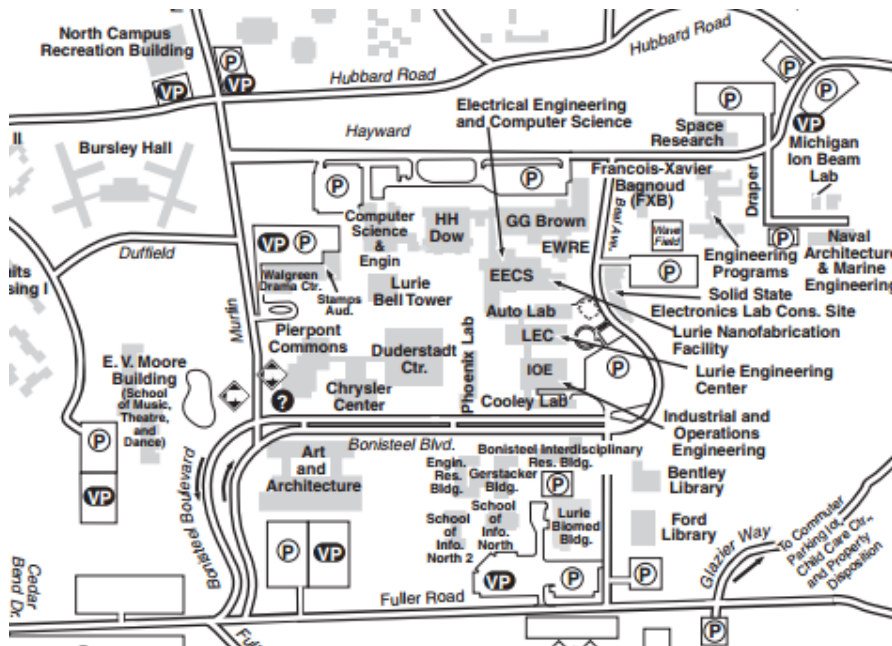 North Campus
Recreation Building
P
VP
P
VP
Hubbard Road
Hubbard Road
P
P
P
VP
Electrical Engineering
and Computer Science
Hayward
Space
Research
Michigan
Ion Beam
Lab
II
Bursley Hall
P
P
Francois-Xavier
Bagnoud
(FXB)
Draper
Computer
Science
&
Engin
HH
Dow
GG Brown
EWRE
Beal Ave.
Wave
Field
P
Engineering
Programs
Naval
Architecture
& Marine
Engineering
Duffield
VP P
Walgreen
Drama Ctr.
Stamps
Aud.
Lurie
Bell Tower
EECS
P
Solid State
Electronics Lab Cons. Site
Lurie Nanofabrication
Facility
Murfin
Pierpont
Commons
Duderstadt
Ctr.
Phoenix Lab
Auto Lab
LEC
IOE
P
Lurie Engineering
Center
E. V. Moore
Building
(School
of Music,
Theatre,
and
Dance)
?
Chrysler
Center
Cooley Lab
Industrial and
Operations
Engineering
P
VP
Bonisteel Blvd.
Bonisteel Boulevard
Art
and
Architecture
Engin.
Res.
Bldg.
Gerstacker
Bldg.
Bonisteel Interdisciplinary
Res. Bldg.
P
Bentley
Library
School
of
Info.
North 2
School
of Info.
North
Lurie
Biomed
Bldg.
Ford
Library
Glazier Way
To Commuter
Parking lot,
Child Care Ctr.,
and Property
Disposition
P
VP
VP
P
P
Cedar
Bend Dr.
Fuller Road
P